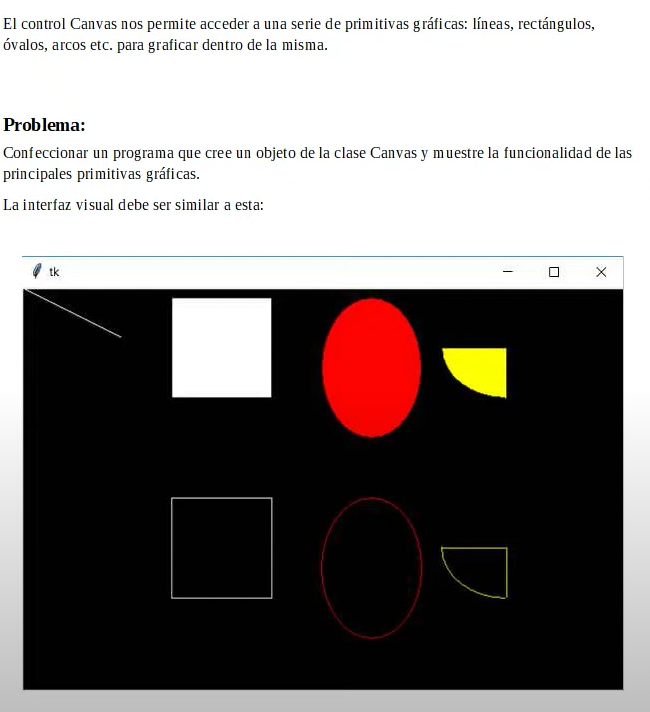 El control Canvas nos permite acceder a una serie de primitivas gráficas: líneas, rectángulos,
óvalos, arcos etc. para graficar dentro de la misma.
Problema:
Confeccionar un programa que cree un objeto de la clase Canvas y muestre la funcionalidad de las
principales primitivas gráficas.
La interfaz visual debe ser similar a esta:
tk